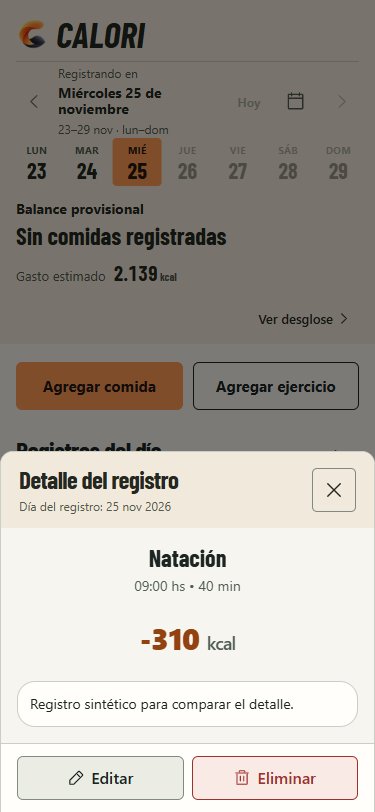 CALORI
Registrando en
Miércoles 25 de
noviembre
Hoy
23–29 nov · lun–dom
LUN MAR MIÉ JUE VIE SÁB DOM
23 24 25 26 27 28 29
Balance provisional
Sin comidas registradas
Gasto estimado 2.139 kcal
Ver desglose
Agregar comida Agregar ejercicio
Registros del día
Detalle del registro
Día del registro: 25 nov 2026
Natación
09:00 hs • 40 min
-310 kcal
Registro sintético para comparar el detalle.
Editar Eliminar